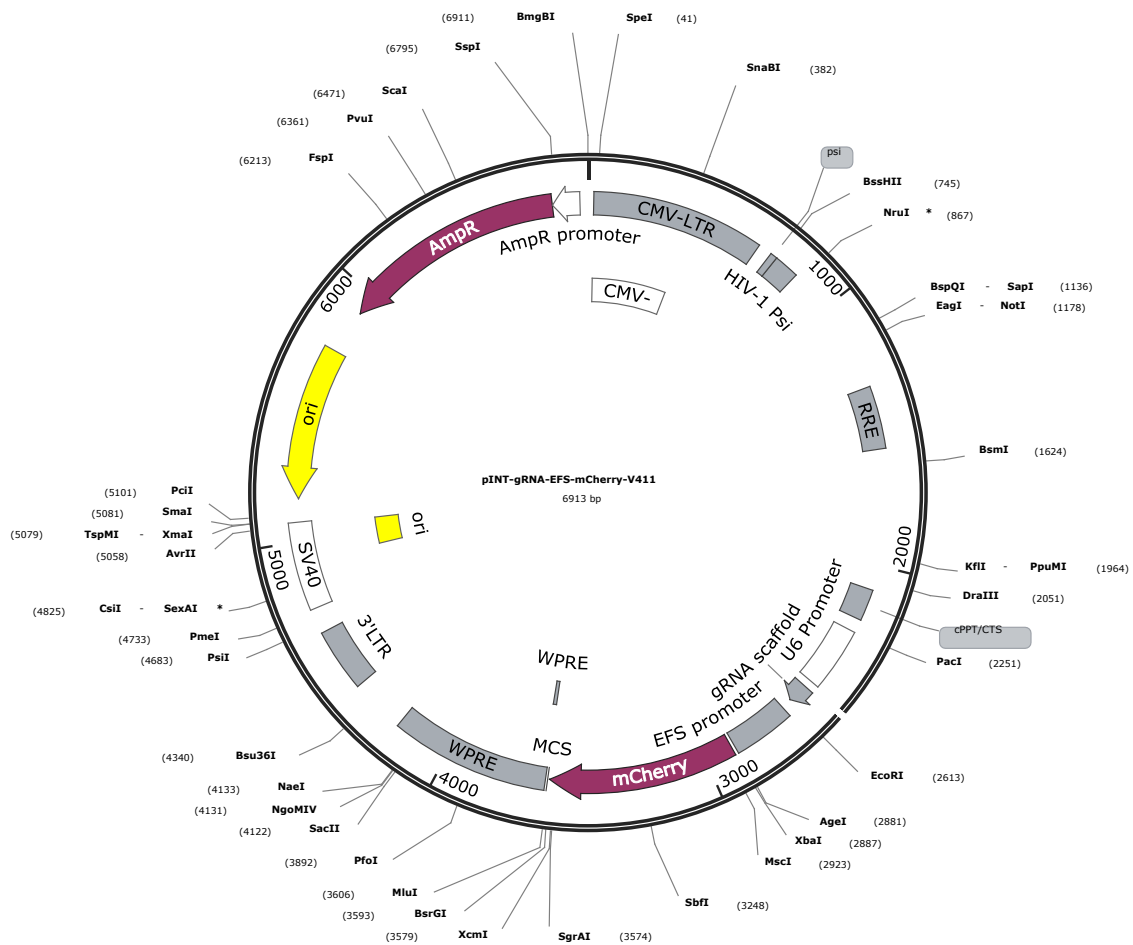 (6911) BmgBI
SpeI (41)
(6795) SspI
SnaBI (382)
(6471) ScaI
(6361) PvuI
(6213) FspI
psi
BssHII (745)
NruI * (867)
BspQI - SapI (1136)
EagI - NotI (1178)
BsmI (1624)
KflI - PpuMI (1964)
DraIII (2051)
cPPT/CTS
PacI (2251)
EcoRI (2613)
AgeI (2881)
XbaI (2887)
MscI (2923)
SbfI (3248)
SgrAI (3574)
(3579) XcmI
(3593) BsrGI
(3606) MluI
(3892) PfoI
(4122) SacII
(4131) NgoMIV
(4133) NaeI
(4340) Bsu36I
(4683) PsiI
(4733) PmeI
(4825) CsiI - SexAI *
(5058) AvrII
(5079) TspMI - XmaI
(5081) SmaI
(5101) PciI
1000
2000
3000
4000
5000
6000
CMV-LTR
CMV-
HIV-1 Psi
RRE
U6 Promoter
gRNA scaffold
EFS promoter
mCherry
MCS
WPRE
WPRE
3'LTR
SV40
ori
ori
AmpR
AmpR promoter
pINT-gRNA-EFS-mCherry-V411
6913 bp